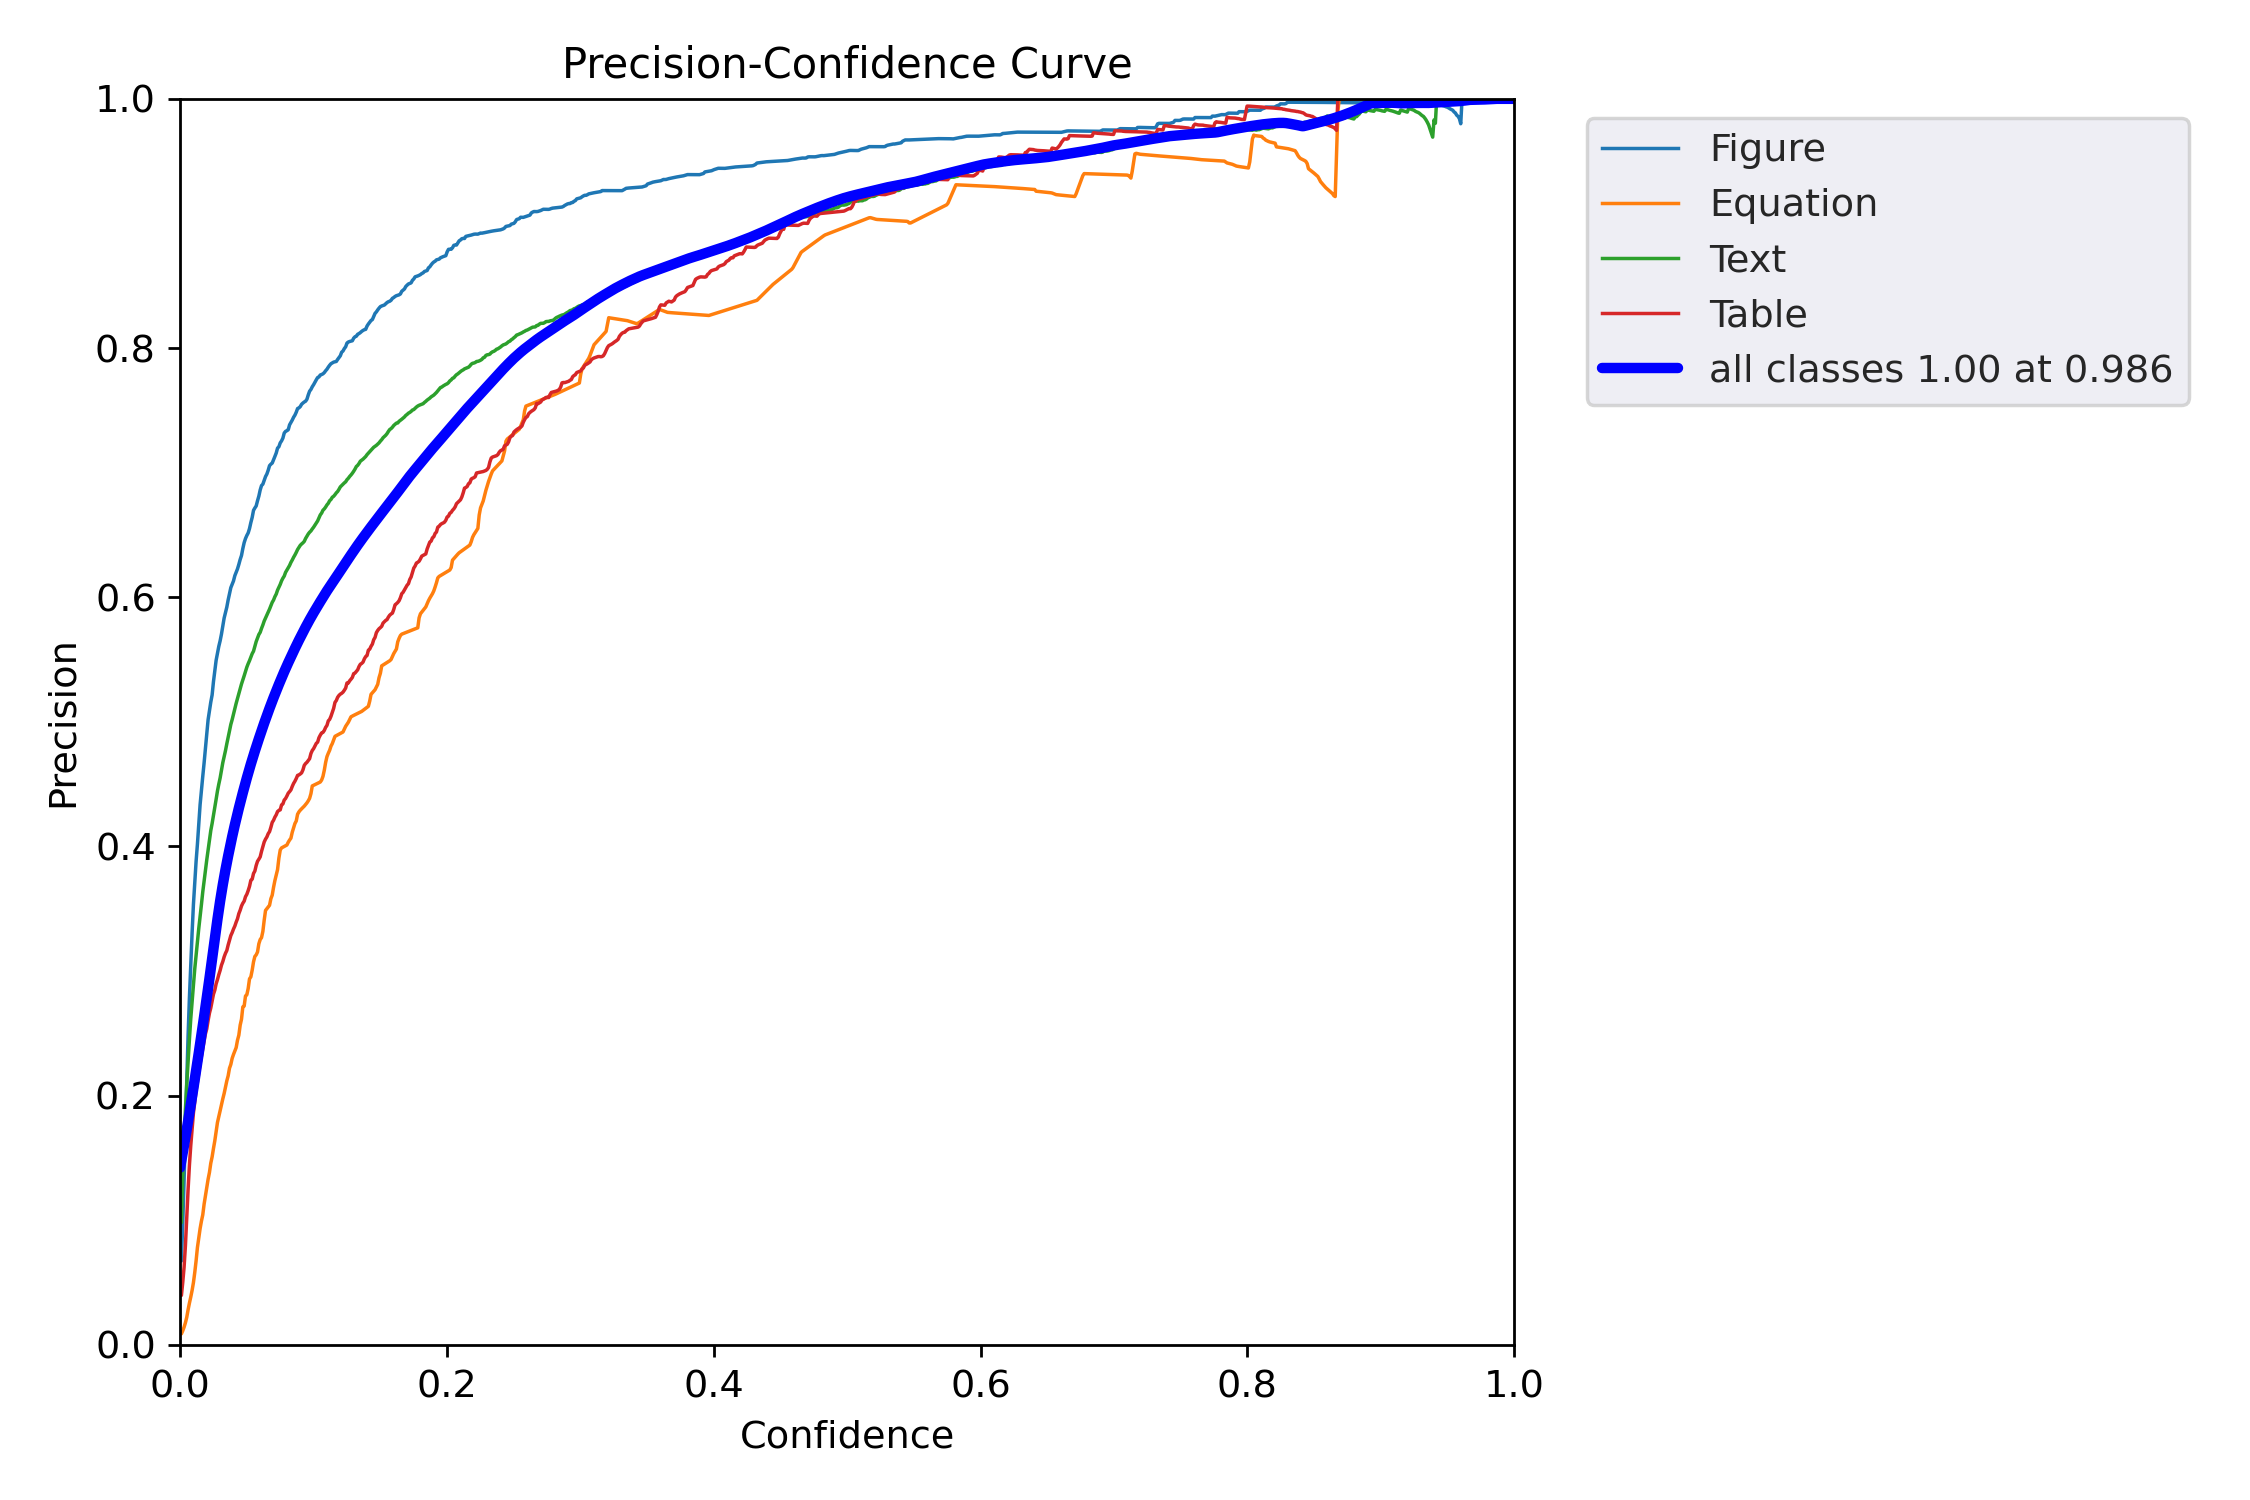 Precision-Confidence Curve
1.0
0.8
0.6
0.4
0.2
0.0
Precision
0.0 0.2 0.4 0.6 0.8 1.0
Confidence
Figure
Equation
Text
Table
all classes 1.00 at 0.986